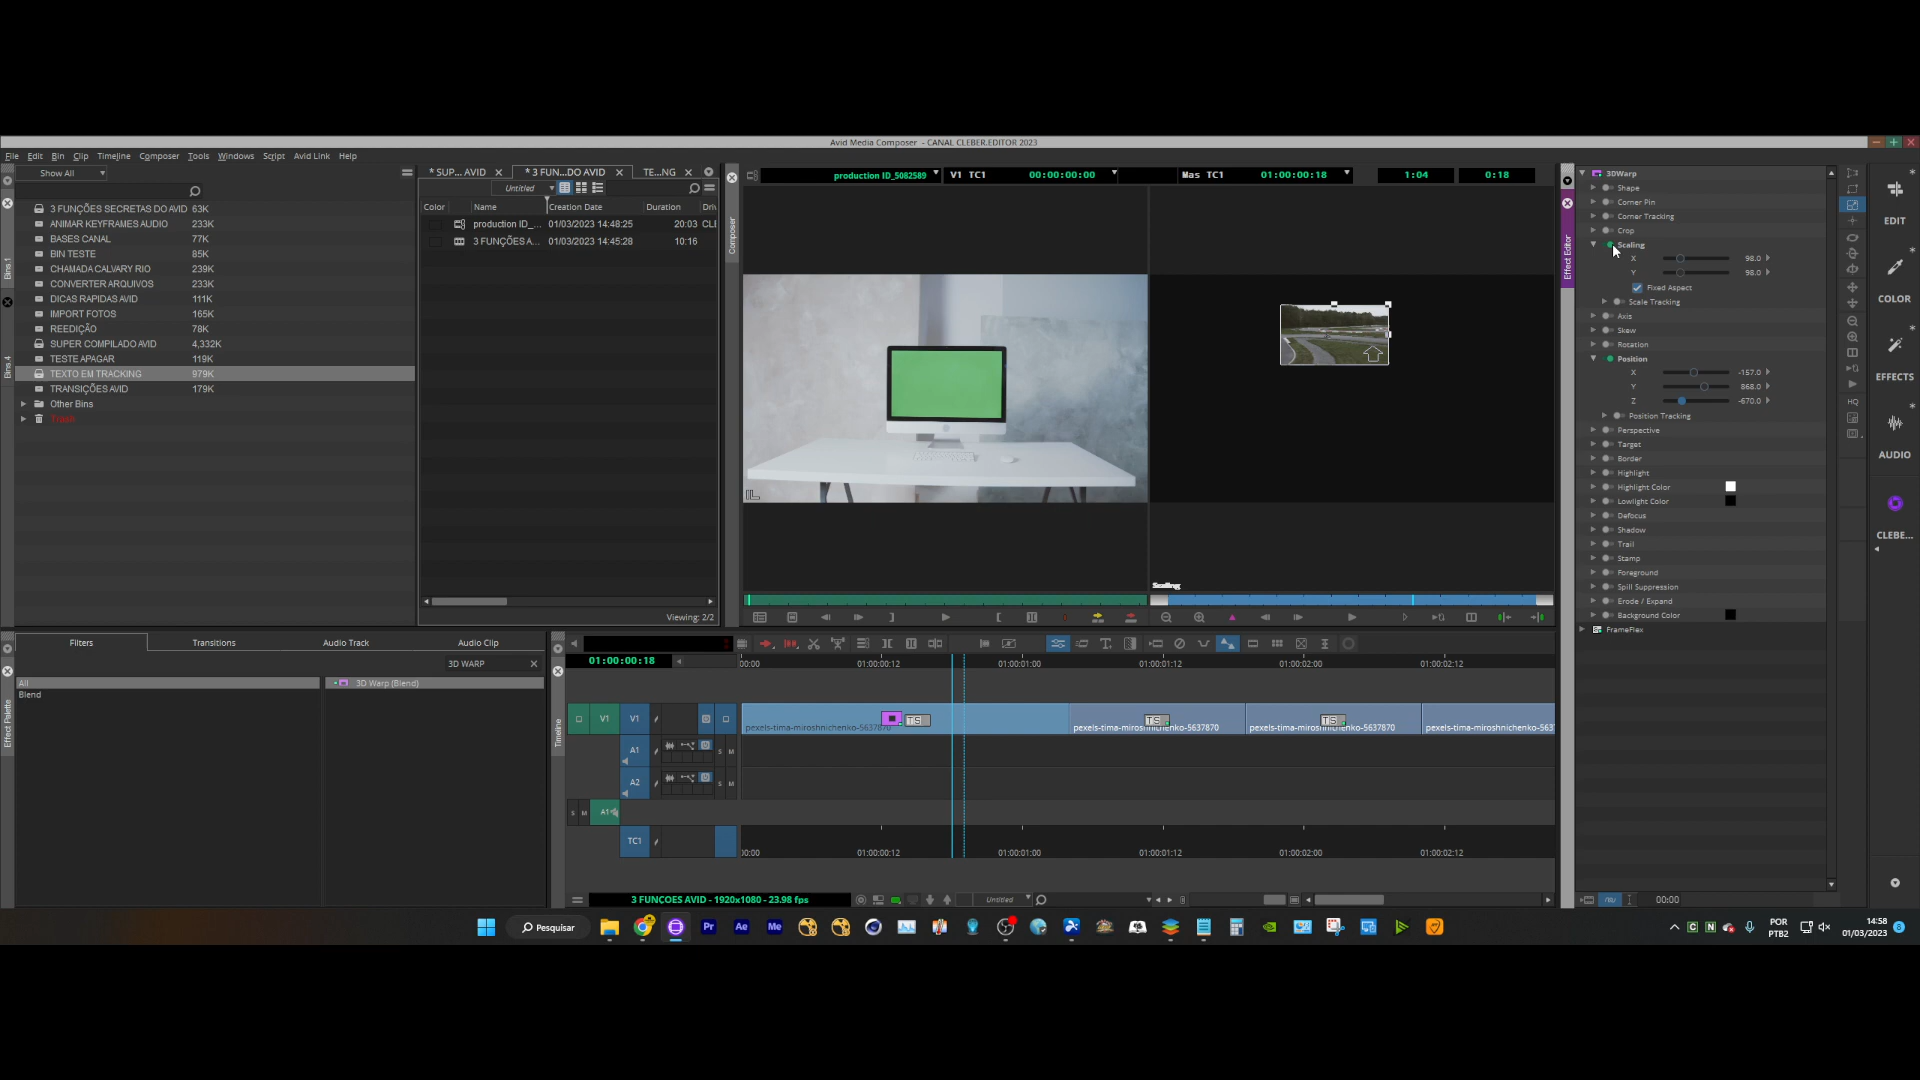 Avid Media Composer - CANAL CLEBER.EDITOR 2023
File Edit Bin Clip Timeline Composer Tools Windows Script Avid Link Help
Show All
3 FUNÇÕES SECRETAS DO AVID 63K
ANIMAR KEYFRAMES AUDIO 233K
BASES CANAL 77K
BIN TESTE 85K
CHAMADA CALVARY RIO 239K
CONVERTER ARQUIVOS 233K
DICAS RAPIDAS AVID 111K
IMPORT FOTOS 165K
REEDIÇÃO 78K
SUPER COMPILADO AVID 4,332K
TESTE APAGAR 119K
TEXTO EM TRACKING 979K
TRANSIÇÕES AVID 179K
Other Bins
Trash
Bins.1
Bins.4
* SUP... AVID
* 3 FUN...DO AVID
TE...NG
Untitled
Color Name Creation Date Duration
production ID_... 01/03/2023 14:48:25 20:03 CLE
3 FUNÇÕES A... 01/03/2023 14:45:28 10:16
Viewing: 2/2
Composer
production ID_5082589 V1 TC1 00:00:00:00
Mas TC1 01:00:00:18 1:04 0:18
Scaling
Effect Editor
3DWarp
Shape
Corner Pin
Corner Tracking
Crop
Scaling
X 98.0
Y 98.0
Fixed Aspect
Scale Tracking
Axis
Skew
Rotation
Position
X -157.0
Y 868.0
Z -670.0
Position Tracking
Perspective
Target
Border
Highlight
Highlight Color
Lowlight Color
Defocus
Shadow
Trail
Stamp
Foreground
Spill Suppression
Erode / Expand
Background Color
FrameFlex
00:00
HQ
EDIT
COLOR
EFFECTS
AUDIO
CLEBE...
Effect Palette
Filters Transitions Audio Track Audio Clip
3D WARP
All
Blend
3D Warp (Blend)
Timeline
01:00:00:18
00:00 01:00:00:12 01:00:01:00 01:00:01:12 01:00:02:00 01:00:02:12
V1 V1
pexels-tima-miroshnichenko-5637870 TS
pexels-tima-miroshnichenko-5637870 TS
pexels-tima-miroshnichenko-5637870 TS
pexels-tima-miroshnichenko-563
A1 S M
A2 S M
S M A1
TC1
00:00 01:00:00:12 01:00:01:00 01:00:01:12 01:00:02:00 01:00:02:12
3 FUNCOES AVID - 1920x1080 - 23.98 fps
Untitled
Pesquisar
Pr Ae Me
POR
PTB2
14:58
01/03/2023
8